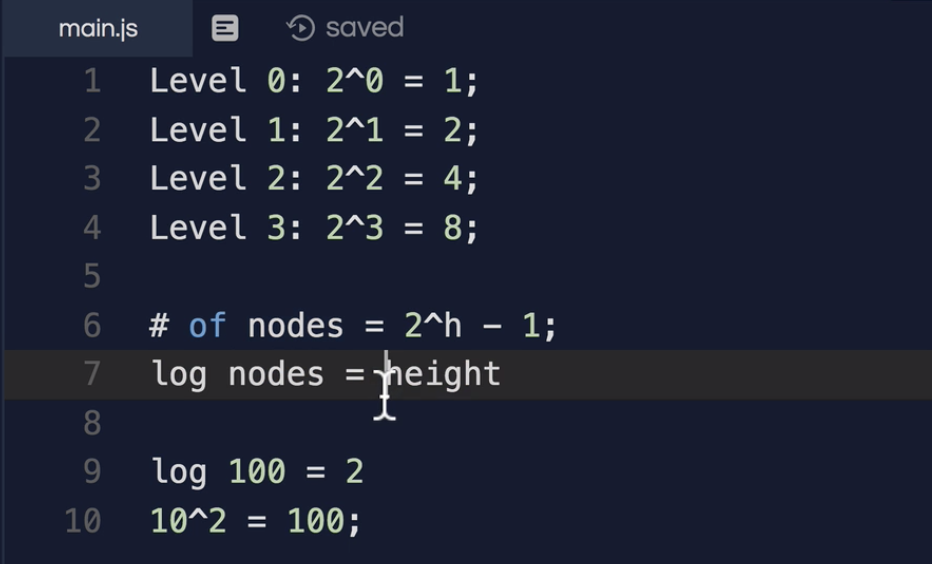 main.js saved
1 Level 0: 2^0 = 1;
2 Level 1: 2^1 = 2;
3 Level 2: 2^2 = 4;
4 Level 3: 2^3 = 8;
5
6 # of nodes = 2^h - 1;
7 log nodes = height
8
9 log 100 = 2
10 10^2 = 100;